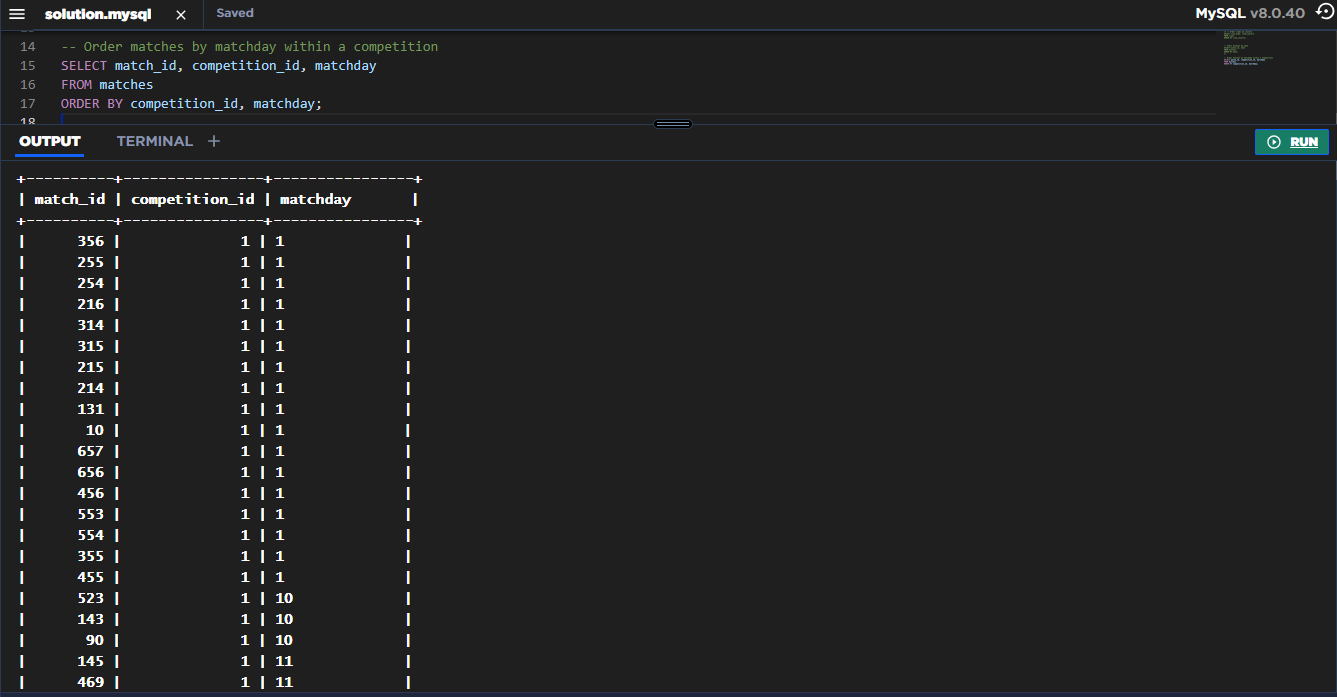 solution.mysql × Saved MySQL v8.0.40
14 -- Order matches by matchday within a competition
15 SELECT match_id, competition_id, matchday
16 FROM matches
17 ORDER BY competition_id, matchday;
18
OUTPUT TERMINAL + RUN
+----------+----------------+----------------+
| match_id | competition_id | matchday       |
+----------+----------------+----------------+
|      356 |              1 | 1              |
|      255 |              1 | 1              |
|      254 |              1 | 1              |
|      216 |              1 | 1              |
|      314 |              1 | 1              |
|      315 |              1 | 1              |
|      215 |              1 | 1              |
|      214 |              1 | 1              |
|      131 |              1 | 1              |
|       10 |              1 | 1              |
|      657 |              1 | 1              |
|      656 |              1 | 1              |
|      456 |              1 | 1              |
|      553 |              1 | 1              |
|      554 |              1 | 1              |
|      355 |              1 | 1              |
|      455 |              1 | 1              |
|      523 |              1 | 10             |
|      143 |              1 | 10             |
|       90 |              1 | 10             |
|      145 |              1 | 11             |
|      469 |              1 | 11             |